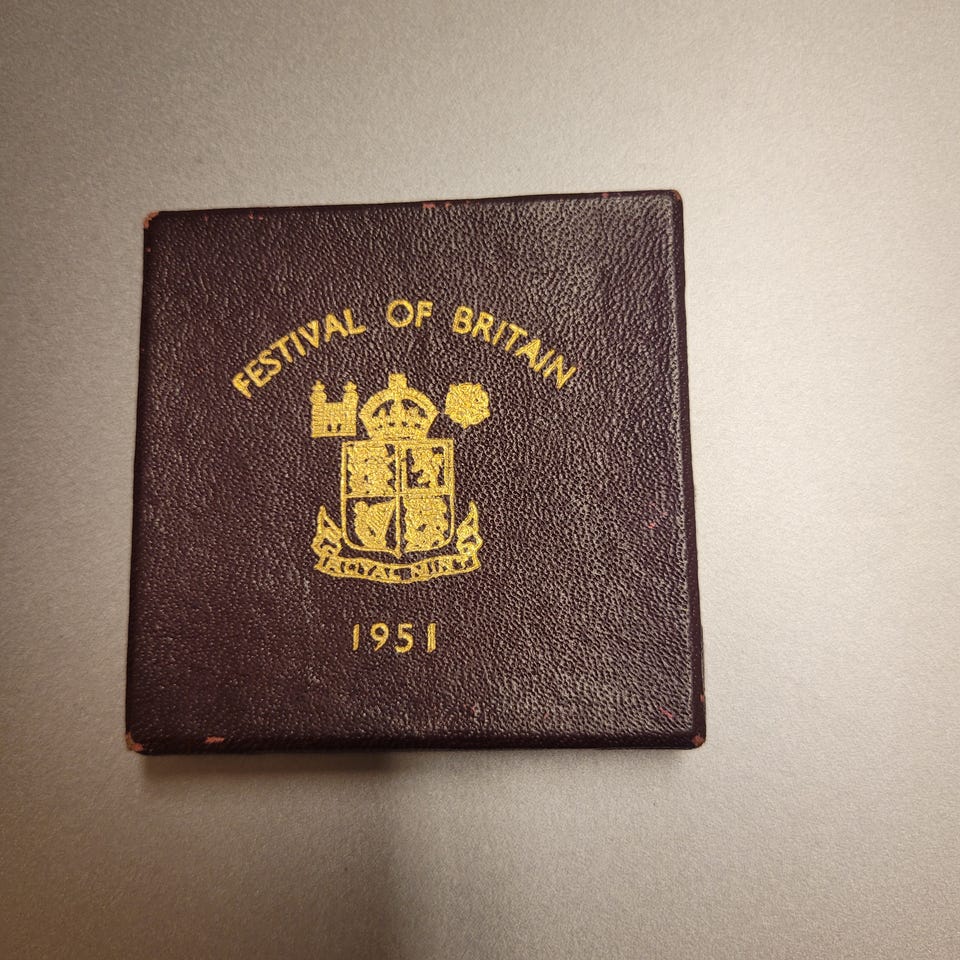 FESTIVAL OF BRITAIN
ROYAL MINT
1951